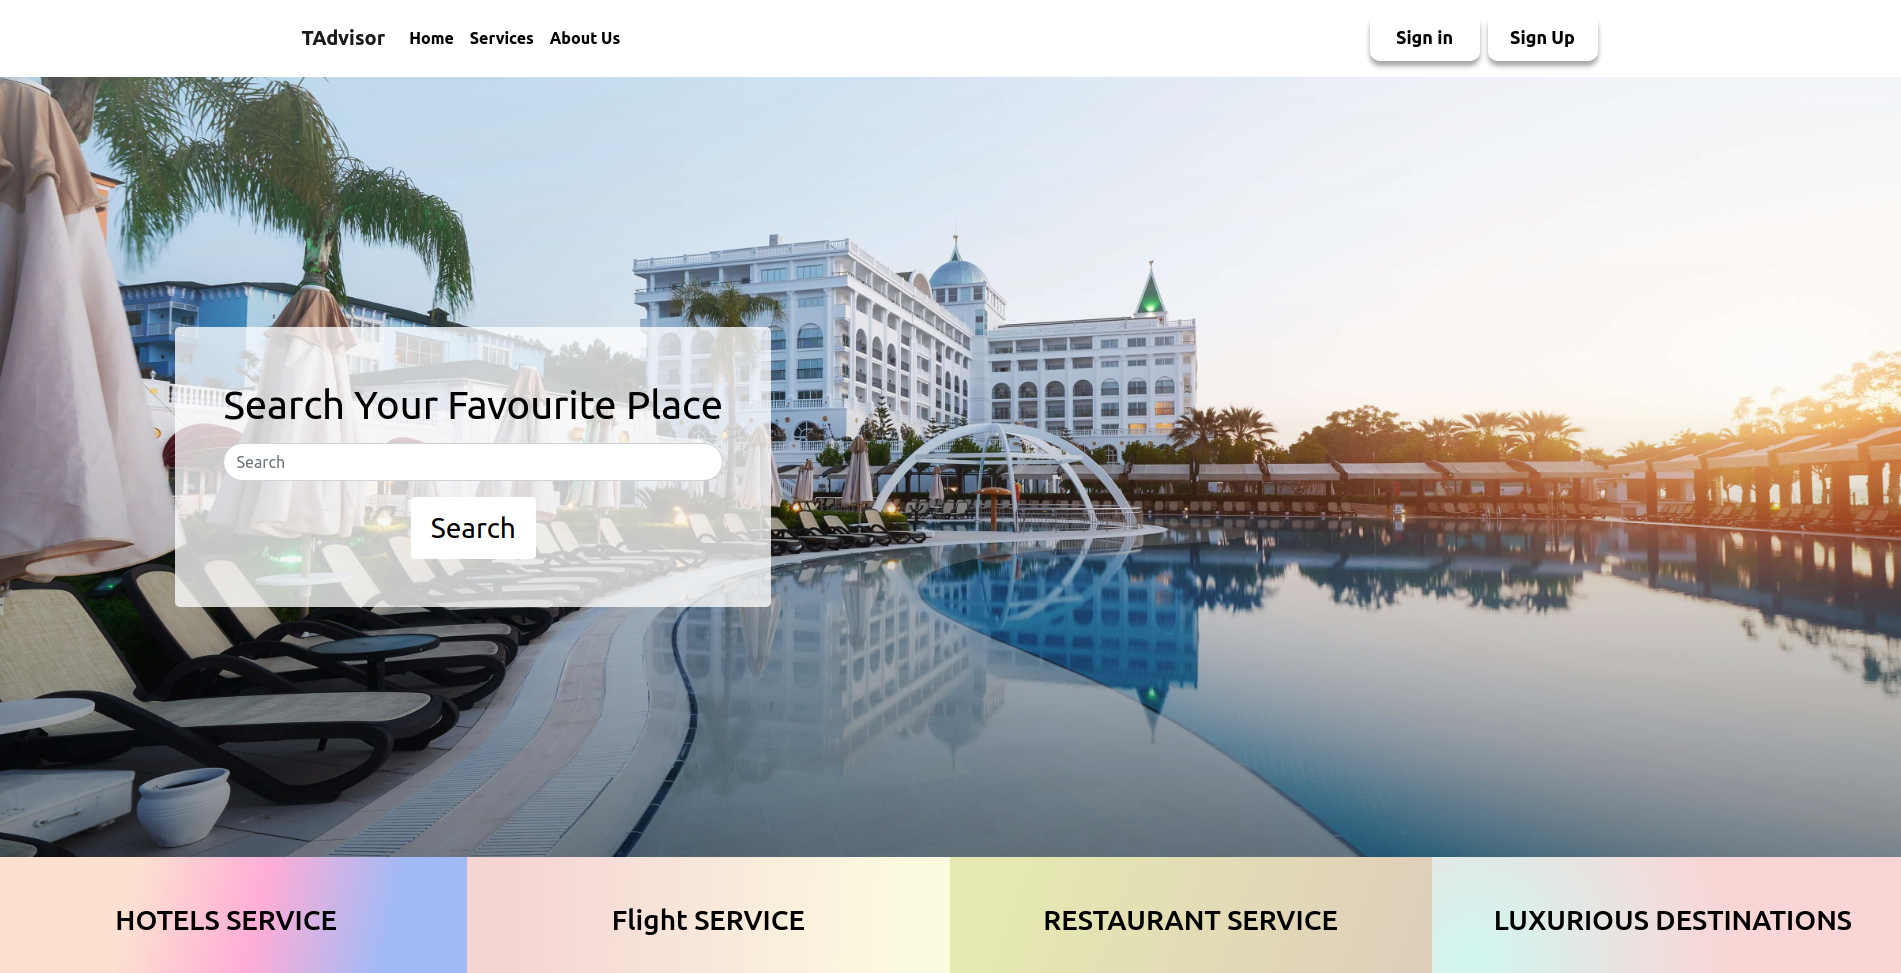 TAdvisor Home Services About Us Sign in Sign Up
Search Your Favourite Place
Search
Search
HOTELS SERVICE Flight SERVICE RESTAURANT SERVICE LUXURIOUS DESTINATIONS